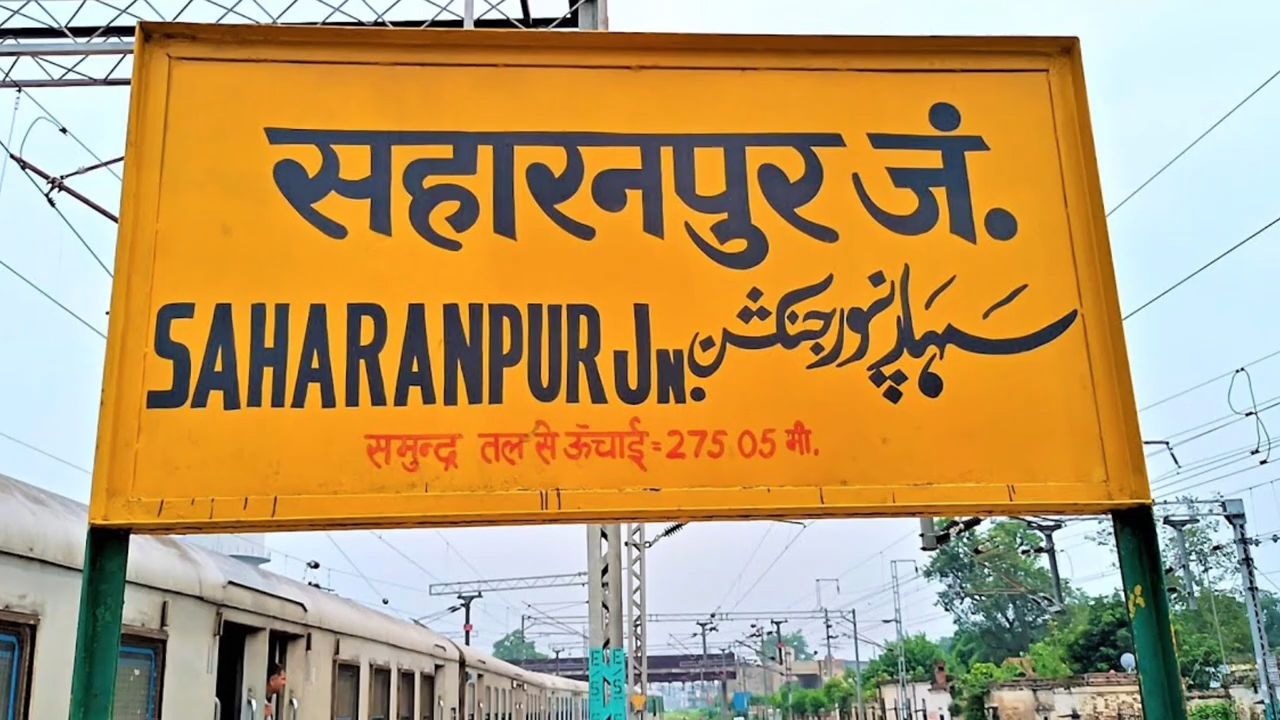 सहारनपुर जं.
SAHARANPUR JN. سہارنپور جنکشن
समुन्द्र तल से ऊँचाई = 275 05 मी.
E E
S S